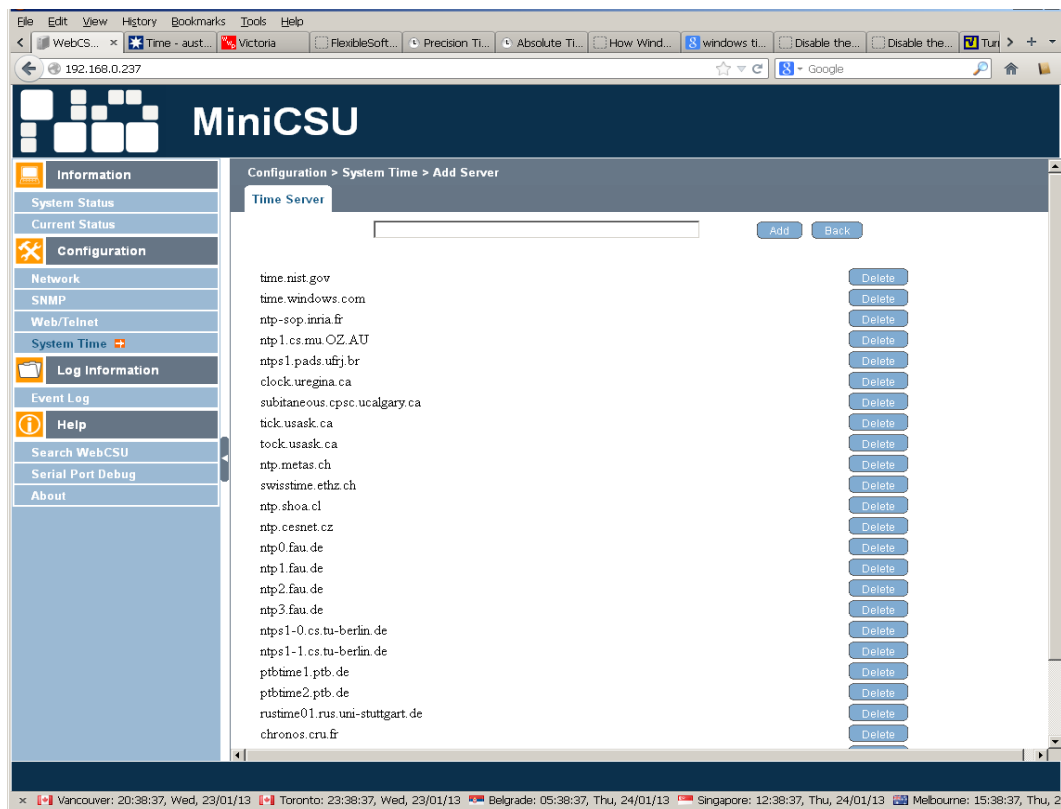 File Edit View History Bookmarks Tools Help
WebCS... × Time - aust... Victoria FlexibleSoft... Precision Ti... Absolute Ti... How Wind... windows ti... Disable the... Disable the... Turi
192.168.0.237 Google
MiniCSU
Information
System Status
Current Status
Configuration
Network
SNMP
Web/Telnet
System Time
Log Information
Event Log
Help
Search WebCSU
Serial Port Debug
About
Configuration > System Time > Add Server
Time Server
Add Back
time.nist.gov Delete
time.windows.com Delete
ntp-sop.inria.fr Delete
ntp1.cs.mu.OZ.AU Delete
ntps1.pads.ufrj.br Delete
clock.uregina.ca Delete
subitaneous.cpsc.ucalgary.ca Delete
tick.usask.ca Delete
tock.usask.ca Delete
ntp.metas.ch Delete
swisstime.ethz.ch Delete
ntp.shoa.cl Delete
ntp.cesnet.cz Delete
ntp0.fau.de Delete
ntp1.fau.de Delete
ntp2.fau.de Delete
ntp3.fau.de Delete
ntps1-0.cs.tu-berlin.de Delete
ntps1-1.cs.tu-berlin.de Delete
ptbtime1.ptb.de Delete
ptbtime2.ptb.de Delete
rustime01.rus.uni-stuttgart.de Delete
chronos.cru.fr Delete
× Vancouver: 20:38:37, Wed, 23/01/13 Toronto: 23:38:37, Wed, 23/01/13 Belgrade: 05:38:37, Thu, 24/01/13 Singapore: 12:38:37, Thu, 24/01/13 Melbourne: 15:38:37, Thu, 2